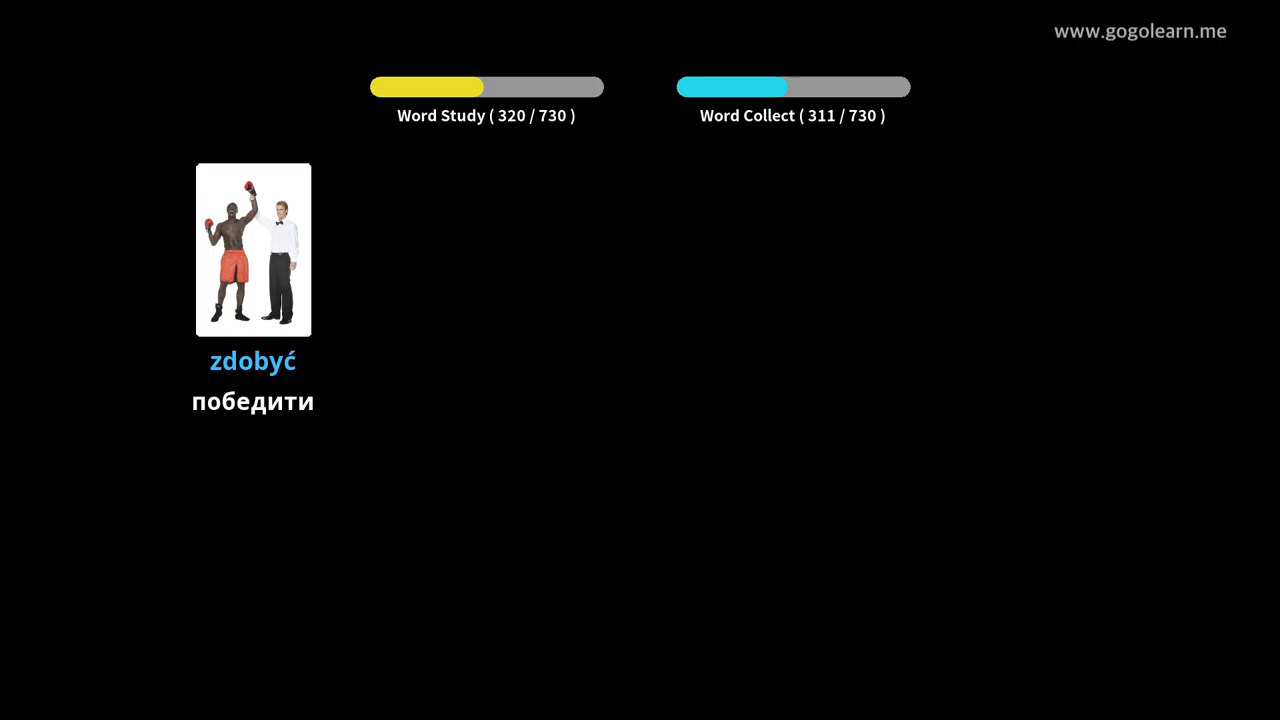 www.gogolearn.me
Word Study ( 320 / 730 )
Word Collect ( 311 / 730 )
zdobyć
победити